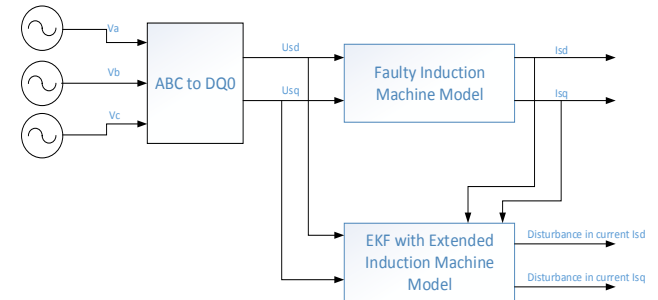 Va
Vb
Vc
ABC to DQ0
Usd
Usq
Faulty Induction
Machine Model
Isd
Isq
EKF with Extended
Induction Machine
Model
Disturbance in current Isd
Disturbance in current Isq